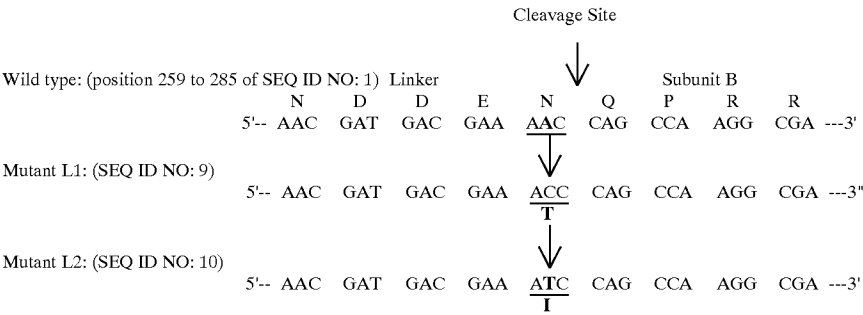 Cleavage Site
Wild type: (position 259 to 285 of SEQ ID NO: 1) Linker Subunit B
N D D E N Q P R R
5'-- AAC GAT GAC GAA AAC CAG CCA AGG CGA ---3'
Mutant L1: (SEQ ID NO: 9)
5'-- AAC GAT GAC GAA ACC CAG CCA AGG CGA ---3"
T
Mutant L2: (SEQ ID NO: 10)
5'-- AAC GAT GAC GAA ATC CAG CCA AGG CGA ---3'
I